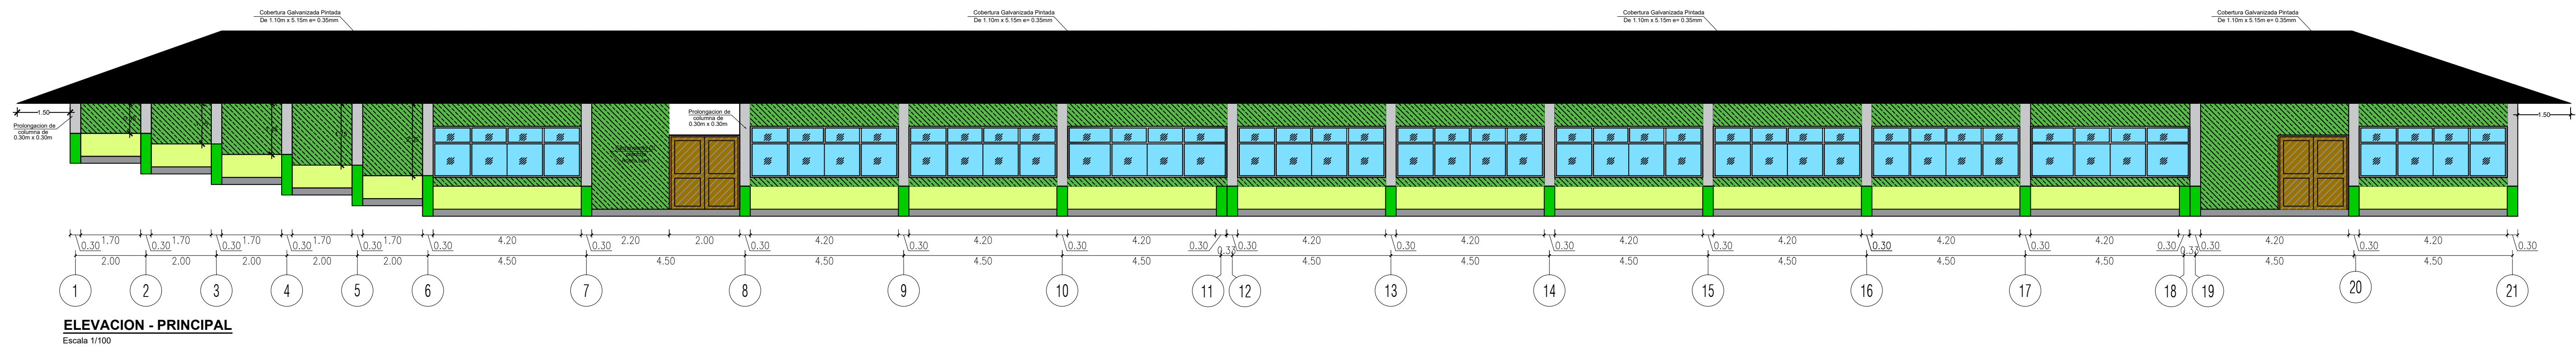 Cobertura Galvanizada Pintada
De 1.10m x 5.15m e= 0.35mm
Cobertura Galvanizada Pintada
De 1.10m x 5.15m e= 0.35mm
Cobertura Galvanizada Pintada
De 1.10m x 5.15m e= 0.35mm
Cobertura Galvanizada Pintada
De 1.10m x 5.15m e= 0.35mm
1.50
Prolongacion de
columna de
0.30m x 0.30m
Prolongacion de
columna de
0.30m x 0.30m
1.50
0.30 1.70 0.30 1.70 0.30 1.70 0.30 1.70 0.30 1.70 0.30 4.20 0.30 2.20 2.00 0.30 4.20 0.30 4.20 0.30 4.20 0.30 0.33 0.30 4.20 0.30 4.20 0.30 4.20 0.30 4.20 0.30 4.20 0.30 4.20 0.30 0.33 0.30 4.20 0.30 4.20 0.30
2.00 2.00 2.00 2.00 2.00 4.50 4.50 4.50 4.50 4.50 4.50 4.50 4.50 4.50 4.50 4.50 4.50 4.50
1 2 3 4 5 6 7 8 9 10 11 12 13 14 15 16 17 18 19 20 21
ELEVACION - PRINCIPAL
Escala 1/100